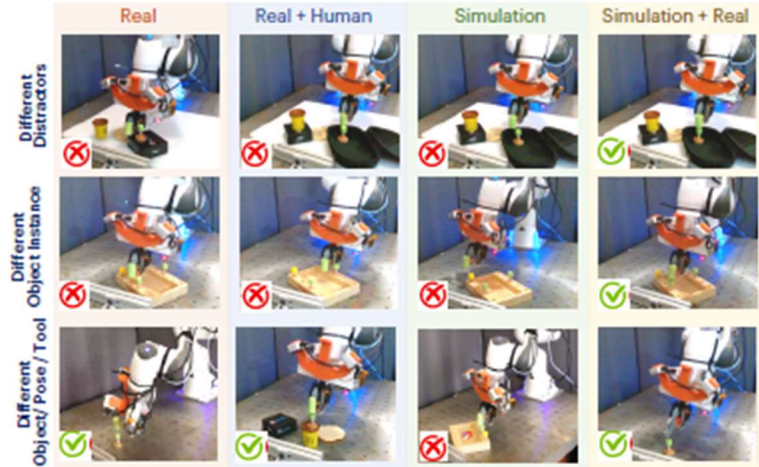 Real
Real + Human
Simulation
Simulation + Real
Different
Distractors
Different
Object Instance
Different
Object/ Pose / Tool